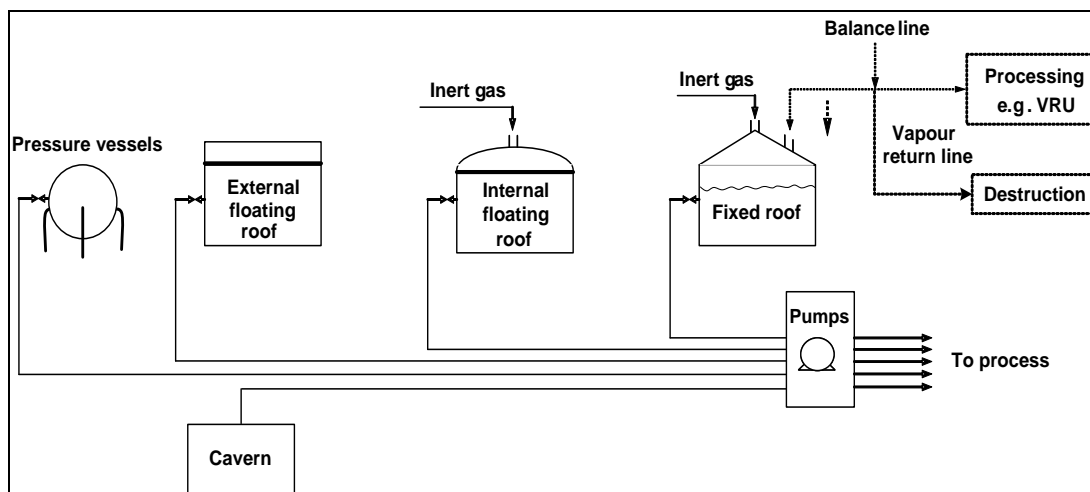 Balance line
Inert gas
Inert gas
Processing
e.g. VRU
Pressure vessels
Vapour
return line
External
floating
roof
Internal
floating
roof
Fixed roof
Destruction
Pumps
To process
Cavern